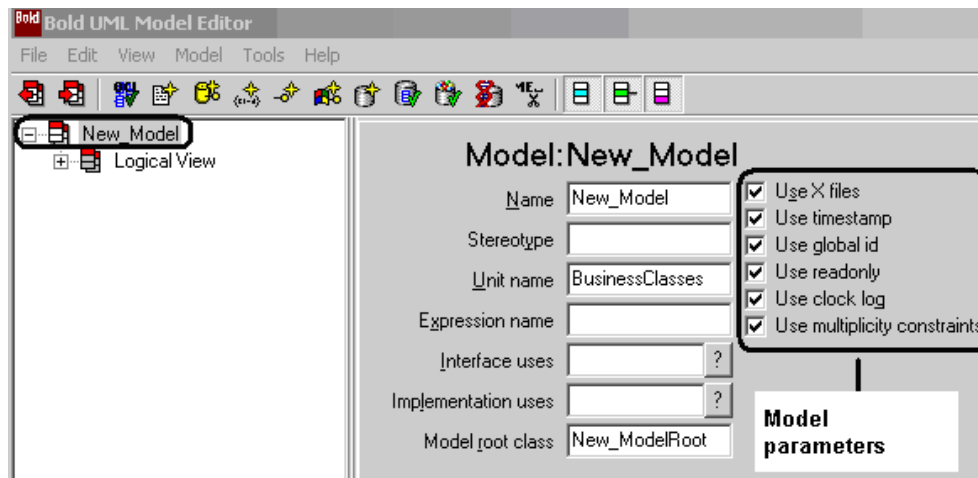 Bold Bold UML Model Editor
File Edit View Model Tools Help
New_Model
Logical View
Model:New_Model
Name New_Model
Stereotype
Unit name BusinessClasses
Expression name
Interface uses ?
Implementation uses ?
Model root class New_ModelRoot
Use X files
Use timestamp
Use global id
Use readonly
Use clock log
Use multiplicity constraints
Model
parameters